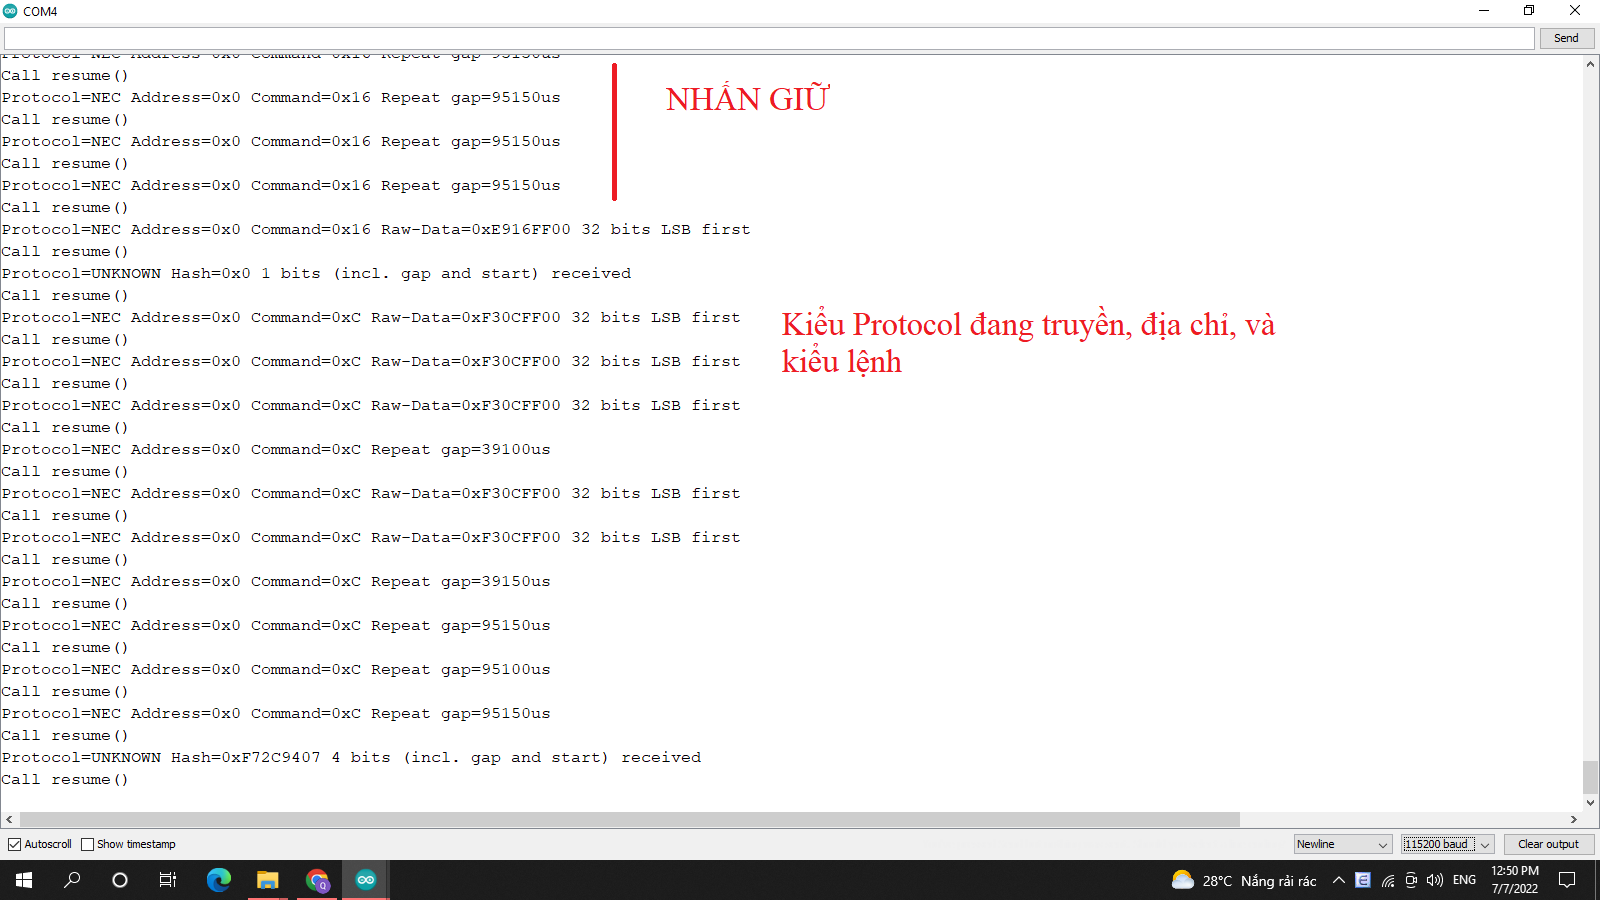 COM4
Send
Protocol=NEC Address=0x0 Command=0x16 Repeat gap=95150us
Call resume()
Protocol=NEC Address=0x0 Command=0x16 Repeat gap=95150us
NHẤN GIỮ
Call resume()
Protocol=NEC Address=0x0 Command=0x16 Repeat gap=95150us
Call resume()
Protocol=NEC Address=0x0 Command=0x16 Repeat gap=95150us
Call resume()
Protocol=NEC Address=0x0 Command=0x16 Raw-Data=0xE916FF00 32 bits LSB first
Call resume()
Protocol=UNKNOWN Hash=0x0 1 bits (incl. gap and start) received
Call resume()
Protocol=NEC Address=0x0 Command=0xC Raw-Data=0xF30CFF00 32 bits LSB first
Kiểu Protocol đang truyền, địa chỉ, và
kiểu lệnh
Call resume()
Protocol=NEC Address=0x0 Command=0xC Raw-Data=0xF30CFF00 32 bits LSB first
Call resume()
Protocol=NEC Address=0x0 Command=0xC Raw-Data=0xF30CFF00 32 bits LSB first
Call resume()
Protocol=NEC Address=0x0 Command=0xC Repeat gap=39100us
Call resume()
Protocol=NEC Address=0x0 Command=0xC Raw-Data=0xF30CFF00 32 bits LSB first
Call resume()
Protocol=NEC Address=0x0 Command=0xC Raw-Data=0xF30CFF00 32 bits LSB first
Call resume()
Protocol=NEC Address=0x0 Command=0xC Repeat gap=39150us
Call resume()
Protocol=NEC Address=0x0 Command=0xC Repeat gap=95150us
Call resume()
Protocol=NEC Address=0x0 Command=0xC Repeat gap=95100us
Call resume()
Protocol=NEC Address=0x0 Command=0xC Repeat gap=95150us
Call resume()
Protocol=UNKNOWN Hash=0xF72C9407 4 bits (incl. gap and start) received
Call resume()
Autoscroll Show timestamp Newline 115200 baud Clear output
28°C Nắng rải rác ENG 12:50 PM
7/7/2022